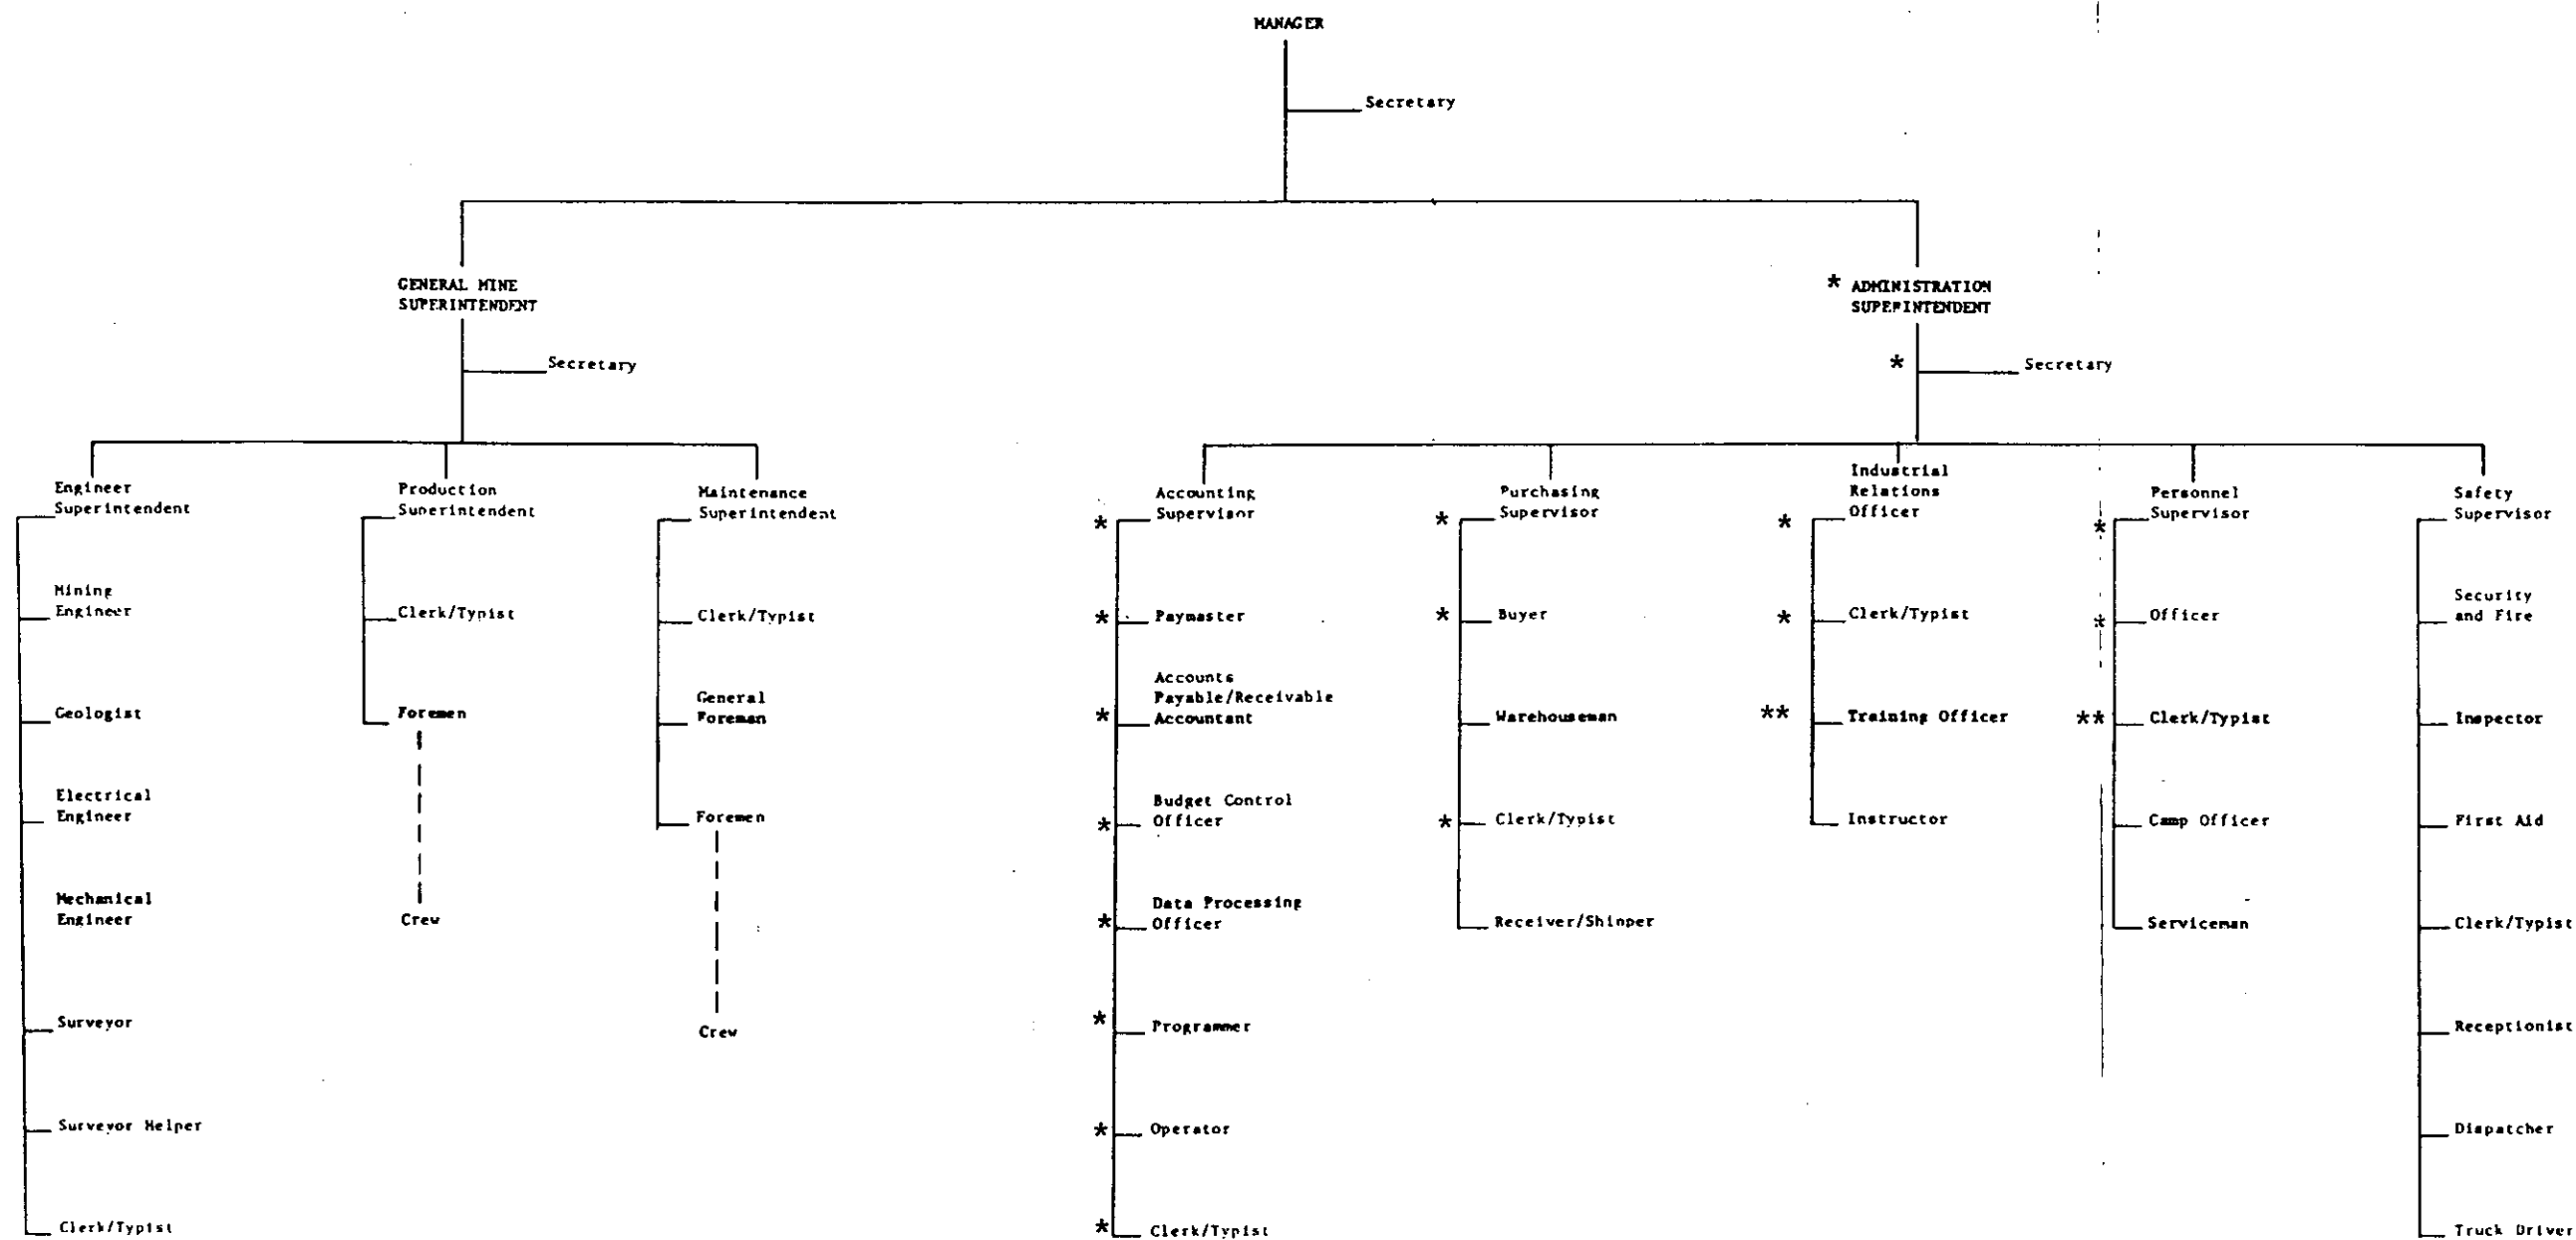 MANAGER
Secretary
GENERAL MINE
SUPERINTENDENT
Secretary
* ADMINISTRATION
SUPERINTENDENT
* Secretary
Engineer
Superintendent
Mining
Engineer
Geologist
Electrical
Engineer
Mechanical
Engineer
Surveyor
Surveyor Helper
Clerk/Typist
Production
Superintendent
Clerk/Typist
Foremen
Crew
Maintenance
Superintendent
Clerk/Typist
General
Foreman
Foremen
Crew
Accounting
* Supervisor
* Paymaster
Accounts
Payable/Receivable
* Accountant
Budget Control
* Officer
Data Processing
* Officer
* Programmer
* Operator
* Clerk/Typist
Purchasing
* Supervisor
* Buyer
Warehouseman
* Clerk/Typist
Receiver/Shipper
Industrial
Relations
* Officer
* Clerk/Typist
** Training Officer
Instructor
Personnel
* Supervisor
* Officer
** Clerk/Typist
Camp Officer
Serviceman
Safety
Supervisor
Security
and Fire
Inspector
First Aid
Clerk/Typist
Receptionist
Dispatcher
Truck Driver